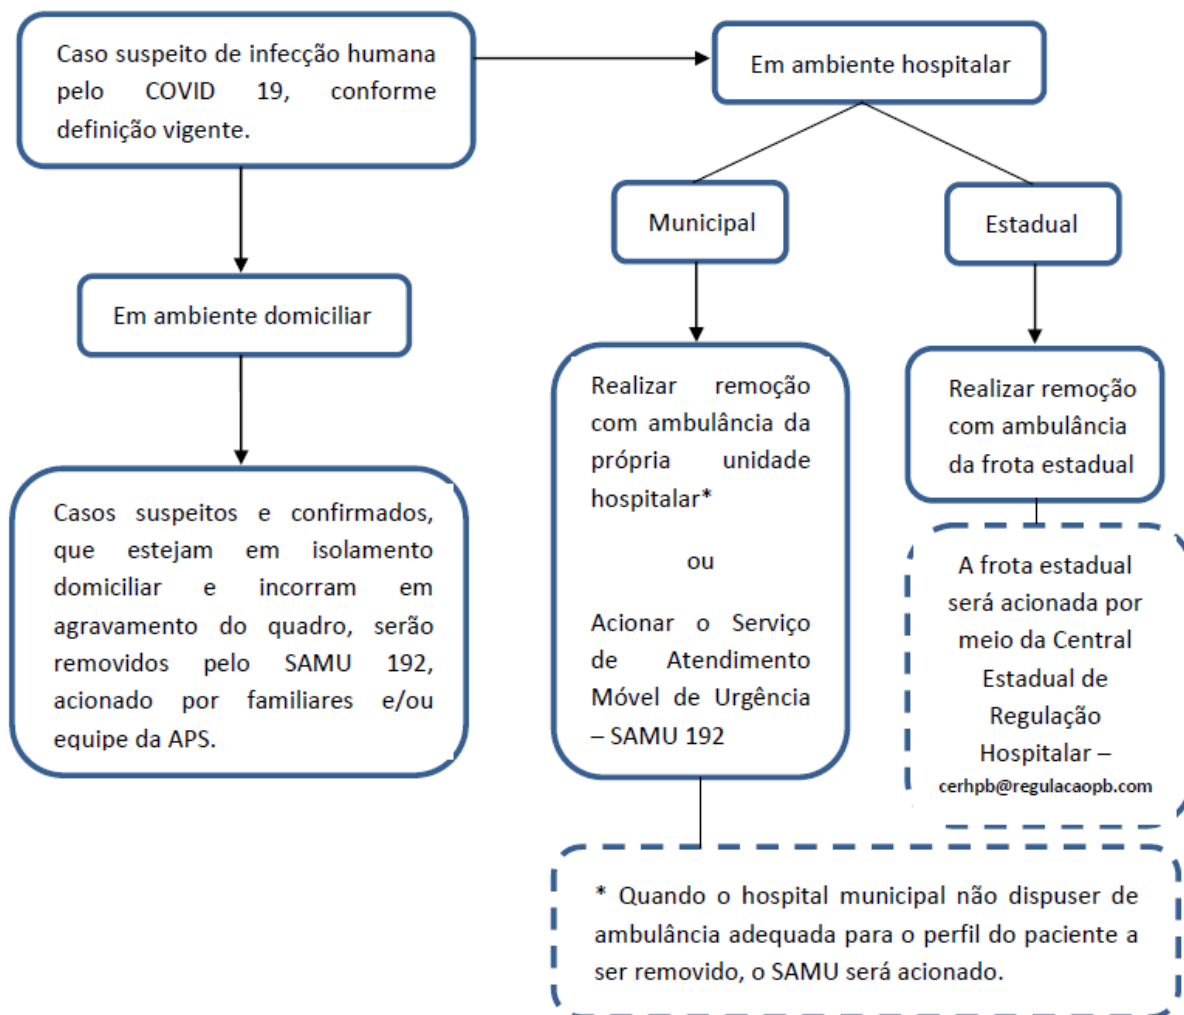 Caso suspeito de infecção humana
pelo COVID 19, conforme
definição vigente.
Em ambiente hospitalar
Municipal
Estadual
Em ambiente domiciliar
Realizar remoção
com ambulância da
própria unidade
hospitalar*
ou
Acionar o Serviço
de Atendimento
Móvel de Urgência
– SAMU 192
Realizar remoção
com ambulância
da frota estadual
Casos suspeitos e confirmados,
que estejam em isolamento
domiciliar e incorram em
agravamento do quadro, serão
removidos pelo SAMU 192,
acionado por familiares e/ou
equipe da APS.
A frota estadual
será acionada por
meio da Central
Estadual de
Regulação
Hospitalar –
cerhpb@regulacaopb.com
* Quando o hospital municipal não dispuser de
ambulância adequada para o perfil do paciente a
ser removido, o SAMU será acionado.